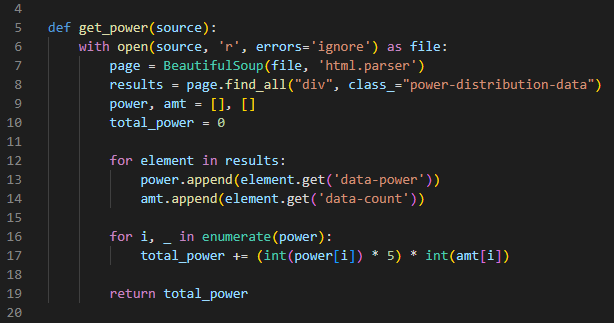 4
5 def get_power(source):
6     with open(source, 'r', errors='ignore') as file:
7         page = BeautifulSoup(file, 'html.parser')
8         results = page.find_all("div", class_="power-distribution-data")
9         power, amt = [], []
10         total_power = 0
11
12         for element in results:
13             power.append(element.get('data-power'))
14             amt.append(element.get('data-count'))
15
16         for i, _ in enumerate(power):
17             total_power += (int(power[i]) * 5) * int(amt[i])
18
19         return total_power
20